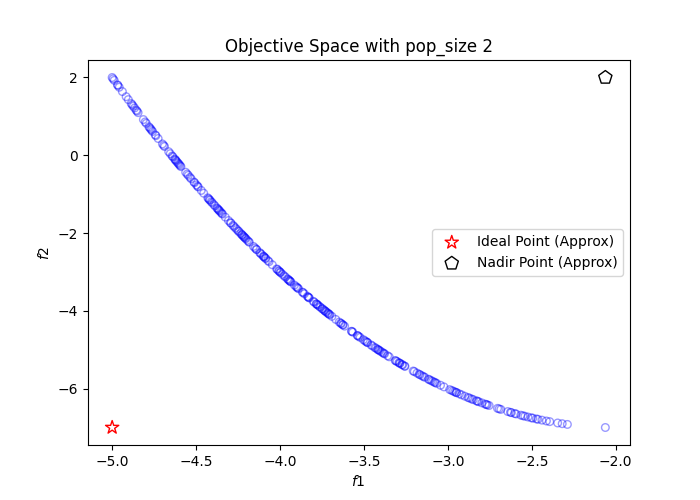 Objective Space with pop_size 2
2
0
−2
−4
−6
f2
Ideal Point (Approx)
Nadir Point (Approx)
−5.0 −4.5 −4.0 −3.5 −3.0 −2.5 −2.0
f1